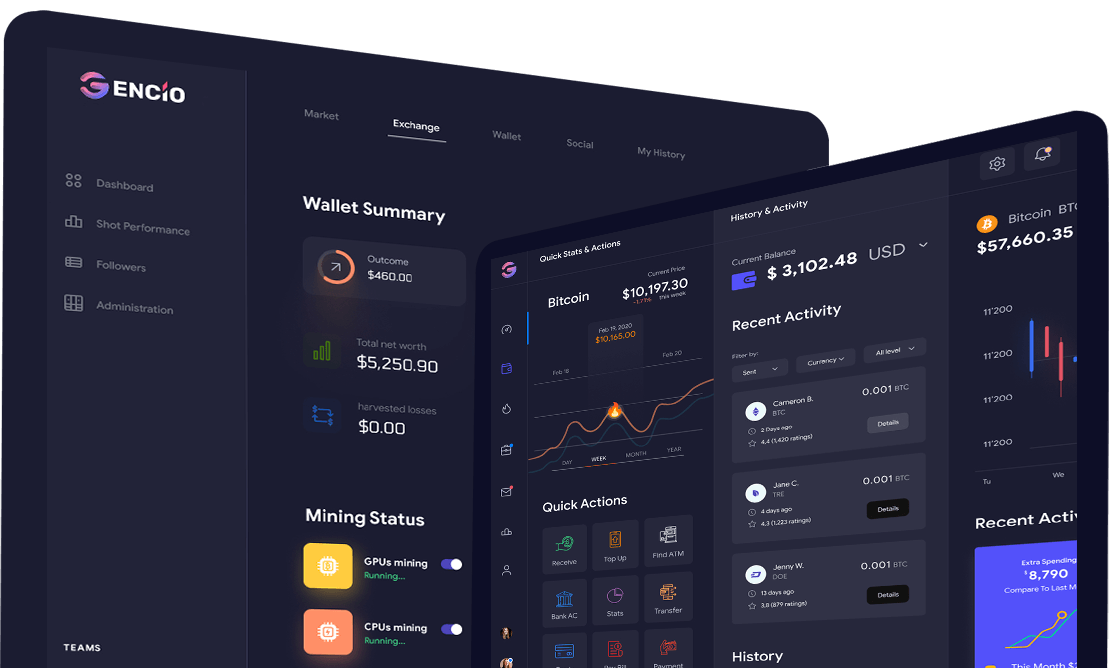 GENCIO
Market
Exchange
Wallet
Social
My History
Dashboard
Shot Performance
Followers
Administration
TEAMS
Wallet Summary
Outcome
$460.00
Total net worth
$5,250.90
harvested losses
$0.00
Mining Status
GPUs mining
Running...
CPUs mining
Running...
Quick Stats & Actions
Bitcoin
Current Price
$10,197.30
-1.71% this week
Feb 19, 2020
$10,165.00
Feb 18
Feb 20
DAY
WEEK
MONTH
YEAR
Quick Actions
Receive
Top Up
Find ATM
Bank AC
Stats
Transfer
Payment
History & Activity
Current Balance
$ 3,102.48 USD
Recent Activity
Filter by:
Sent
Currency
All level
Cameron B.
BTC
0.001 BTC
2 Days ago
4,4 (1,420 ratings)
Details
Jane C.
TRE
0.001 BTC
4 days ago
4.3 (1,223 ratings)
Details
Jenny W.
DOE
0.001 BTC
13 days ago
3,8 (879 ratings)
Details
History
Bitcoin BTC
$57,660.35
11'200
11'200
11'200
11'200
Tu
We
Recent Activ
Extra Spending
$8,790
Compare To Last M
This Month $2